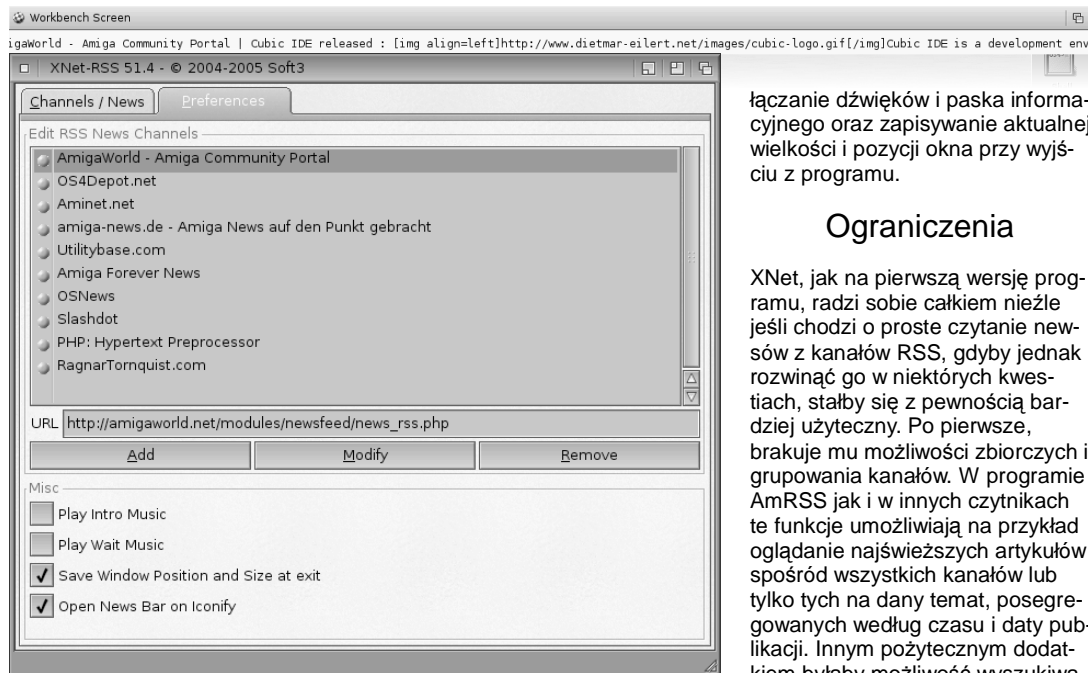 Workbench Screen
igaWorld - Amiga Community Portal | Cubic IDE released : [img align=left]http://www.dietmar-eilert.net/images/cubic-logo.gif[/img]Cubic IDE is a development env
XNet-RSS 51.4 - © 2004-2005 Soft3
Channels / News
Preferences
Edit RSS News Channels
AmigaWorld - Amiga Community Portal
OS4Depot.net
Aminet.net
amiga-news.de - Amiga News auf den Punkt gebracht
Utilitybase.com
Amiga Forever News
OSNews
Slashdot
PHP: Hypertext Preprocessor
RagnarTornquist.com
URL http://amigaworld.net/modules/newsfeed/news_rss.php
Add
Modify
Remove
Misc
Play Intro Music
Play Wait Music
Save Window Position and Size at exit
Open News Bar on Iconify
łączanie dźwięków i paska informa-
cyjnego oraz zapisywanie aktualnej
wielkości i pozycji okna przy wyjś-
ciu z programu.
Ograniczenia
XNet, jak na pierwszą wersję prog-
ramu, radzi sobie całkiem nieźle
jeśli chodzi o proste czytanie new-
sów z kanałów RSS, gdyby jednak
rozwinąć go w niektórych kwes-
tiach, stałby się z pewnością bar-
dziej użyteczny. Po pierwsze,
brakuje mu możliwości zbiorczych i
grupowania kanałów. W programie
AmRSS jak i w innych czytnikach
te funkcje umożliwiają na przykład
oglądanie najświeższych artykułów
spośród wszystkich kanałów lub
tylko tych na dany temat, posegre-
gowanych według czasu i daty pub-
likacji. Innym pożytecznym dodat-
kiem byłaby możliwość wyszukiwa